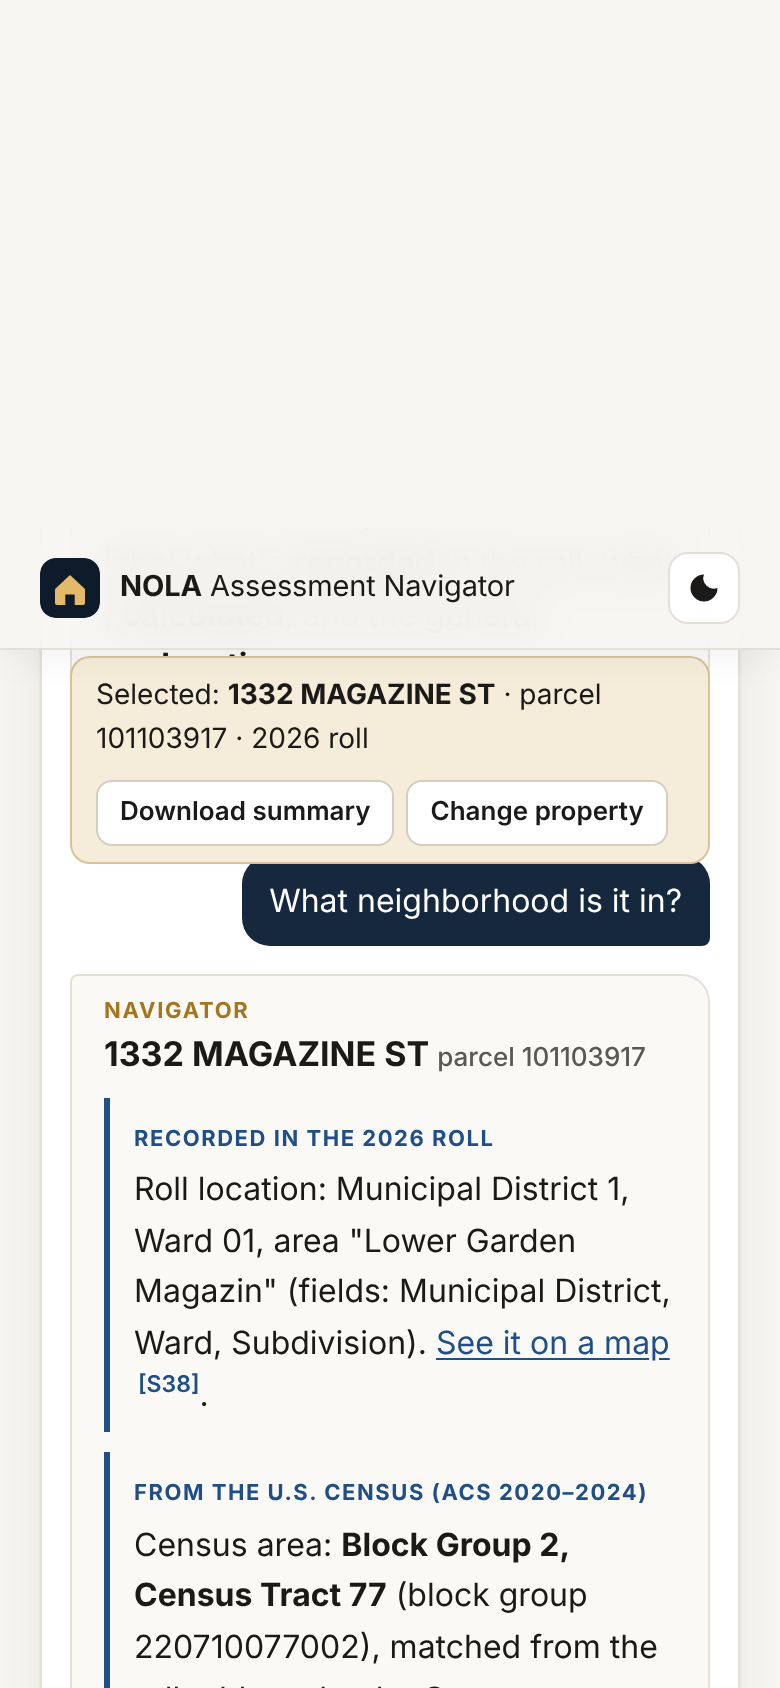 NOLA Assessment Navigator
Selected: 1332 MAGAZINE ST · parcel
101103917 · 2026 roll
Download summary
Change property
What neighborhood is it in?
NAVIGATOR
1332 MAGAZINE ST parcel 101103917
RECORDED IN THE 2026 ROLL
Roll location: Municipal District 1,
Ward 01, area "Lower Garden
Magazin" (fields: Municipal District,
Ward, Subdivision). See it on a map
[S38].
FROM THE U.S. CENSUS (ACS 2020–2024)
Census area: Block Group 2,
Census Tract 77 (block group
220710077002), matched from the